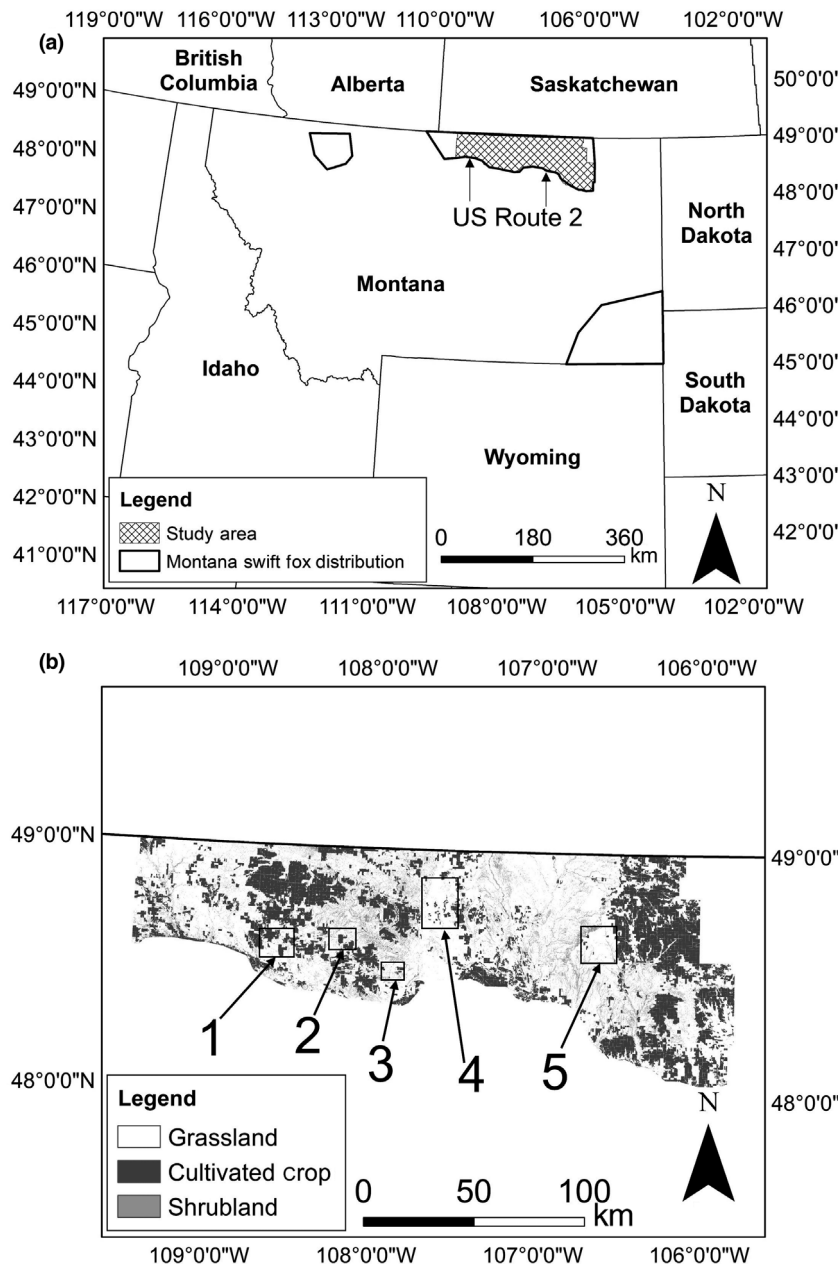 119°0'0"W 116°0'0"W 113°0'0"W 110°0'0"W 106°0'0"W 102°0'0"W
(a)
British
Columbia
Alberta
Saskatchewan
50°0'0"N
49°0'0"N
49°0'0"N
48°0'0"N
48°0'0"N
US Route 2
North
Dakota
47°0'0"N
47°0'0"N
46°0'0"N
Montana
46°0'0"N
45°0'0"N
45°0'0"N
Idaho
44°0'0"N
South
Dakota
44°0'0"N
43°0'0"N
Wyoming
43°0'0"N
42°0'0"N
42°0'0"N
41°0'0"N
Legend
Study area
Montana swift fox distribution
0 180 360
km
N
117°0'0"W 114°0'0"W 111°0'0"W 108°0'0"W 105°0'0"W 102°0'0"W
(b)
109°0'0"W 108°0'0"W 107°0'0"W 106°0'0"W
49°0'0"N
49°0'0"N
1 2 3 4 5
48°0'0"N
48°0'0"N
Legend
Grassland
Cultivated crop
Shrubland
0 50 100
km
N
109°0'0"W 108°0'0"W 107°0'0"W 106°0'0"W